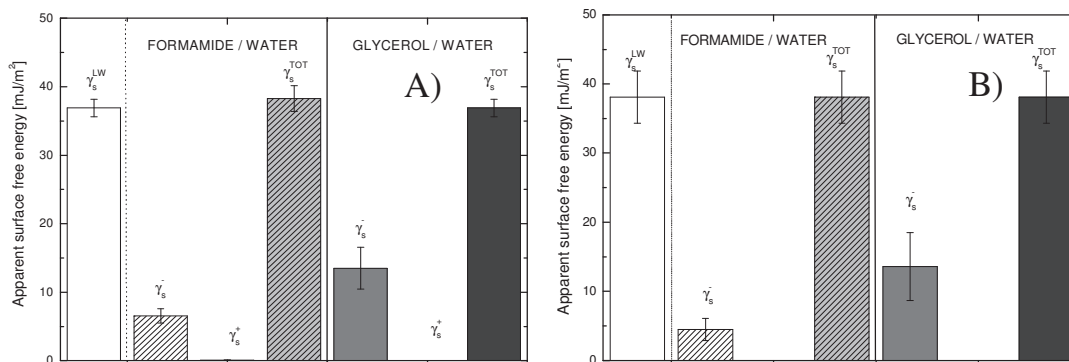 Apparent surface free energy [mJ/m²]
50
40
30
20
10
0
FORMAMIDE / WATER
GLYCEROL / WATER
A)
γₛᴸᵂ
γₛ⁻
γₛ⁺
γₛᵀᴼᵀ
γₛ⁻
γₛ⁺
γₛᵀᴼᵀ
Apparent surface free energy [mJ/m²]
50
40
30
20
10
0
FORMAMIDE / WATER
GLYCEROL / WATER
B)
γₛᴸᵂ
γₛ⁻
γₛᵀᴼᵀ
γₛ⁻
γₛᵀᴼᵀ